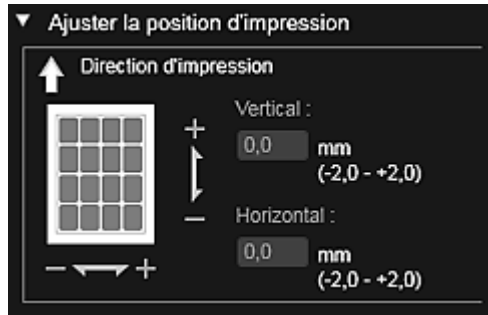 Ajuster la position d'impression
Direction d'impression
Vertical :
0,0 mm
(-2,0 - +2,0)
Horizontal :
0,0 mm
(-2,0 - +2,0)